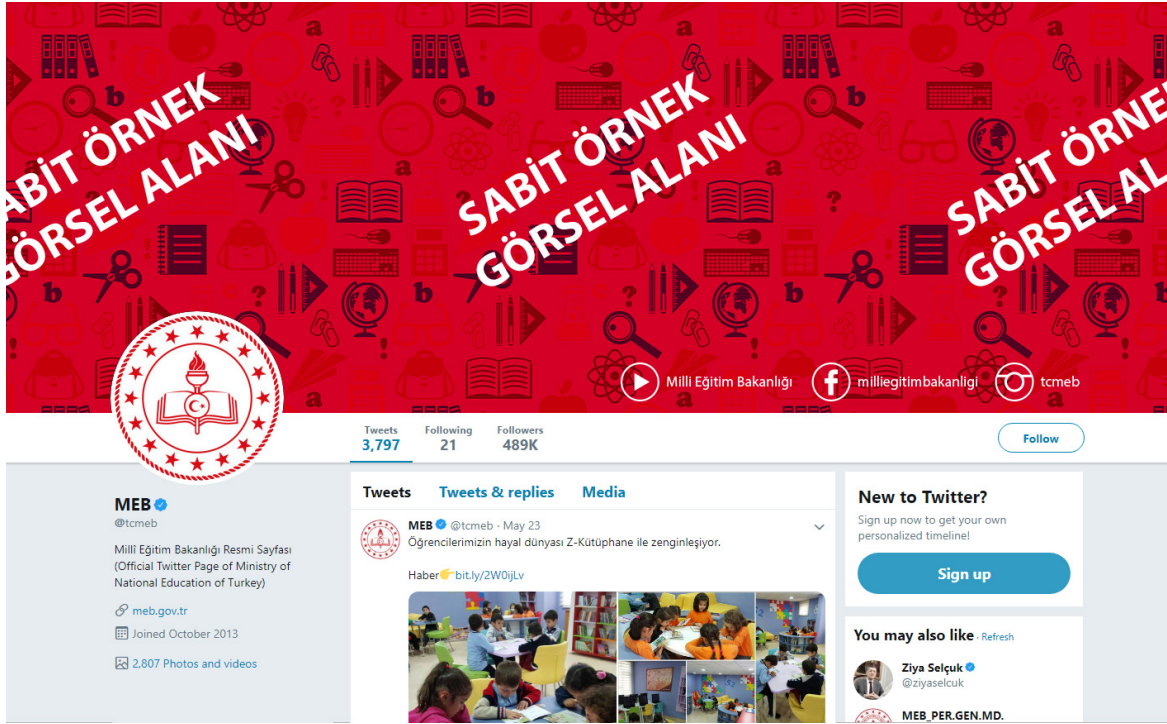 SABİT ÖRNEK
GÖRSEL ALANI
SABİT ÖRNEK
GÖRSEL ALANI
SABİT ÖRNE
GÖRSEL AL
Milli Eğitim Bakanlığı
milliegitimbakanligi
tcmeb
Tweets
3,797
Following
21
Followers
489K
Follow
MEB
@tcmeb
Millî Eğitim Bakanlığı Resmi Sayfası
(Official Twitter Page of Ministry of
National Education of Turkey)
meb.gov.tr
Joined October 2013
2,807 Photos and videos
Tweets Tweets & replies Media
MEB @tcmeb · May 23
Öğrencilerimizin hayal dünyası Z-Kütüphane ile zenginleşiyor.
Haber👉bit.ly/2W0ijLv
New to Twitter?
Sign up now to get your own
personalized timeline!
Sign up
You may also like · Refresh
Ziya Selçuk
@ziyaselcuk
MEB_PER.GEN.MD.